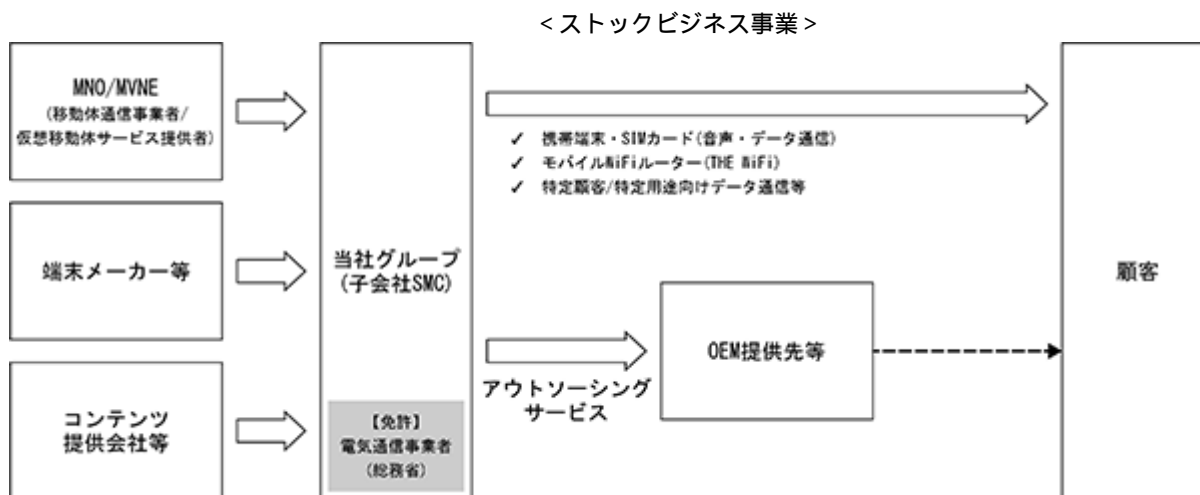 ＜ストックビジネス事業＞
MNO/MVNE
(移動体通信事業者/
仮想移動体サービス提供者)
端末メーカー等
コンテンツ
提供会社等
当社グループ
(子会社SMC)
【免許】
電気通信事業者
(総務省)
✓ 携帯端末・SIMカード(音声・データ通信)
✓ モバイルWiFiルーター(THE WiFi)
✓ 特定顧客/特定用途向けデータ通信等
アウトソーシング
サービス
OEM提供先等
顧客